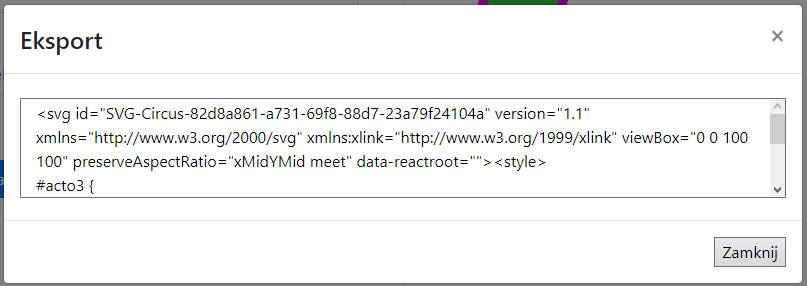 Eksport
×
<svg id="SVG-Circus-82d8a861-a731-69f8-88d7-23a79f24104a" version="1.1"
xmlns="http://www.w3.org/2000/svg" xmlns:xlink="http://www.w3.org/1999/xlink" viewBox="0 0 100
100" preserveAspectRatio="xMidYMid meet" data-reactroot=""><style>
#acto3 {
Zamknij